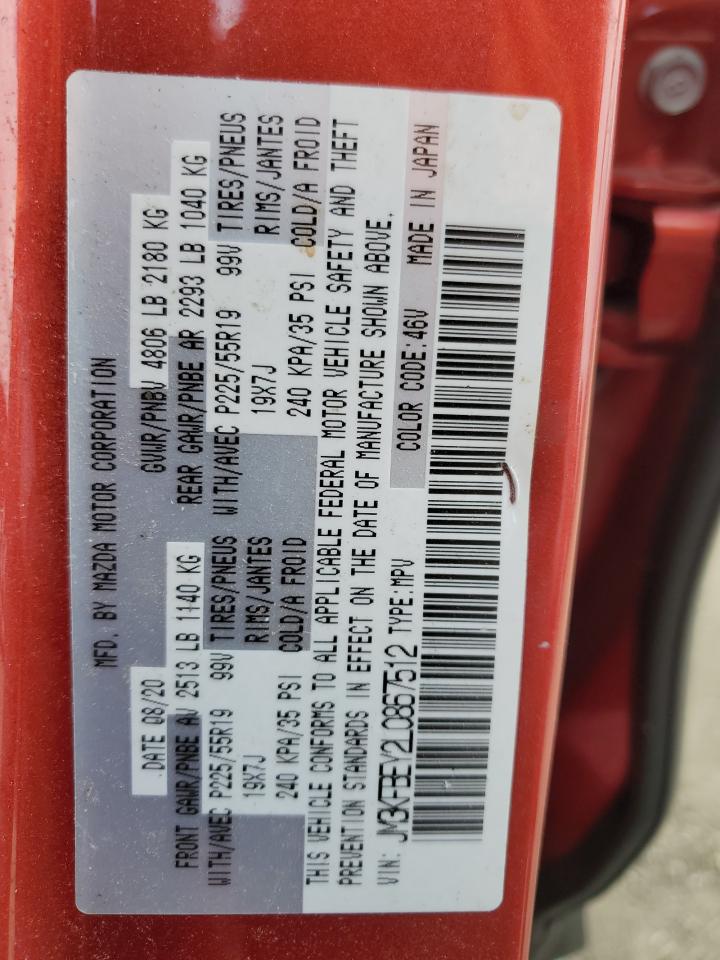 MFD. BY MAZDA MOTOR CORPORATION
DATE 08/20 GVWR/PNBV 4806 LB 2180 KG
FRONT GAWR/PNBE AV 2513 LB 1140 KG REAR GAWR/PNBE AR 2293 LB 1040 KG
WITH/AVEC P225/55R19 99V TIRES/PNEUS WITH/AVEC P225/55R19 99V TIRES/PNEUS
19X7J RIMS/JANTES 19X7J RIMS/JANTES
240 KPA/35 PSI COLD/A FROID 240 KPA/35 PSI COLD/A FROID
THIS VEHICLE CONFORMS TO ALL APPLICABLE FEDERAL MOTOR VEHICLE SAFETY AND THEFT
PREVENTION STANDARDS IN EFFECT ON THE DATE OF MANUFACTURE SHOWN ABOVE.
VIN: JM3KFBEY2L0867512 TYPE:MPV COLOR CODE:46V MADE IN JAPAN